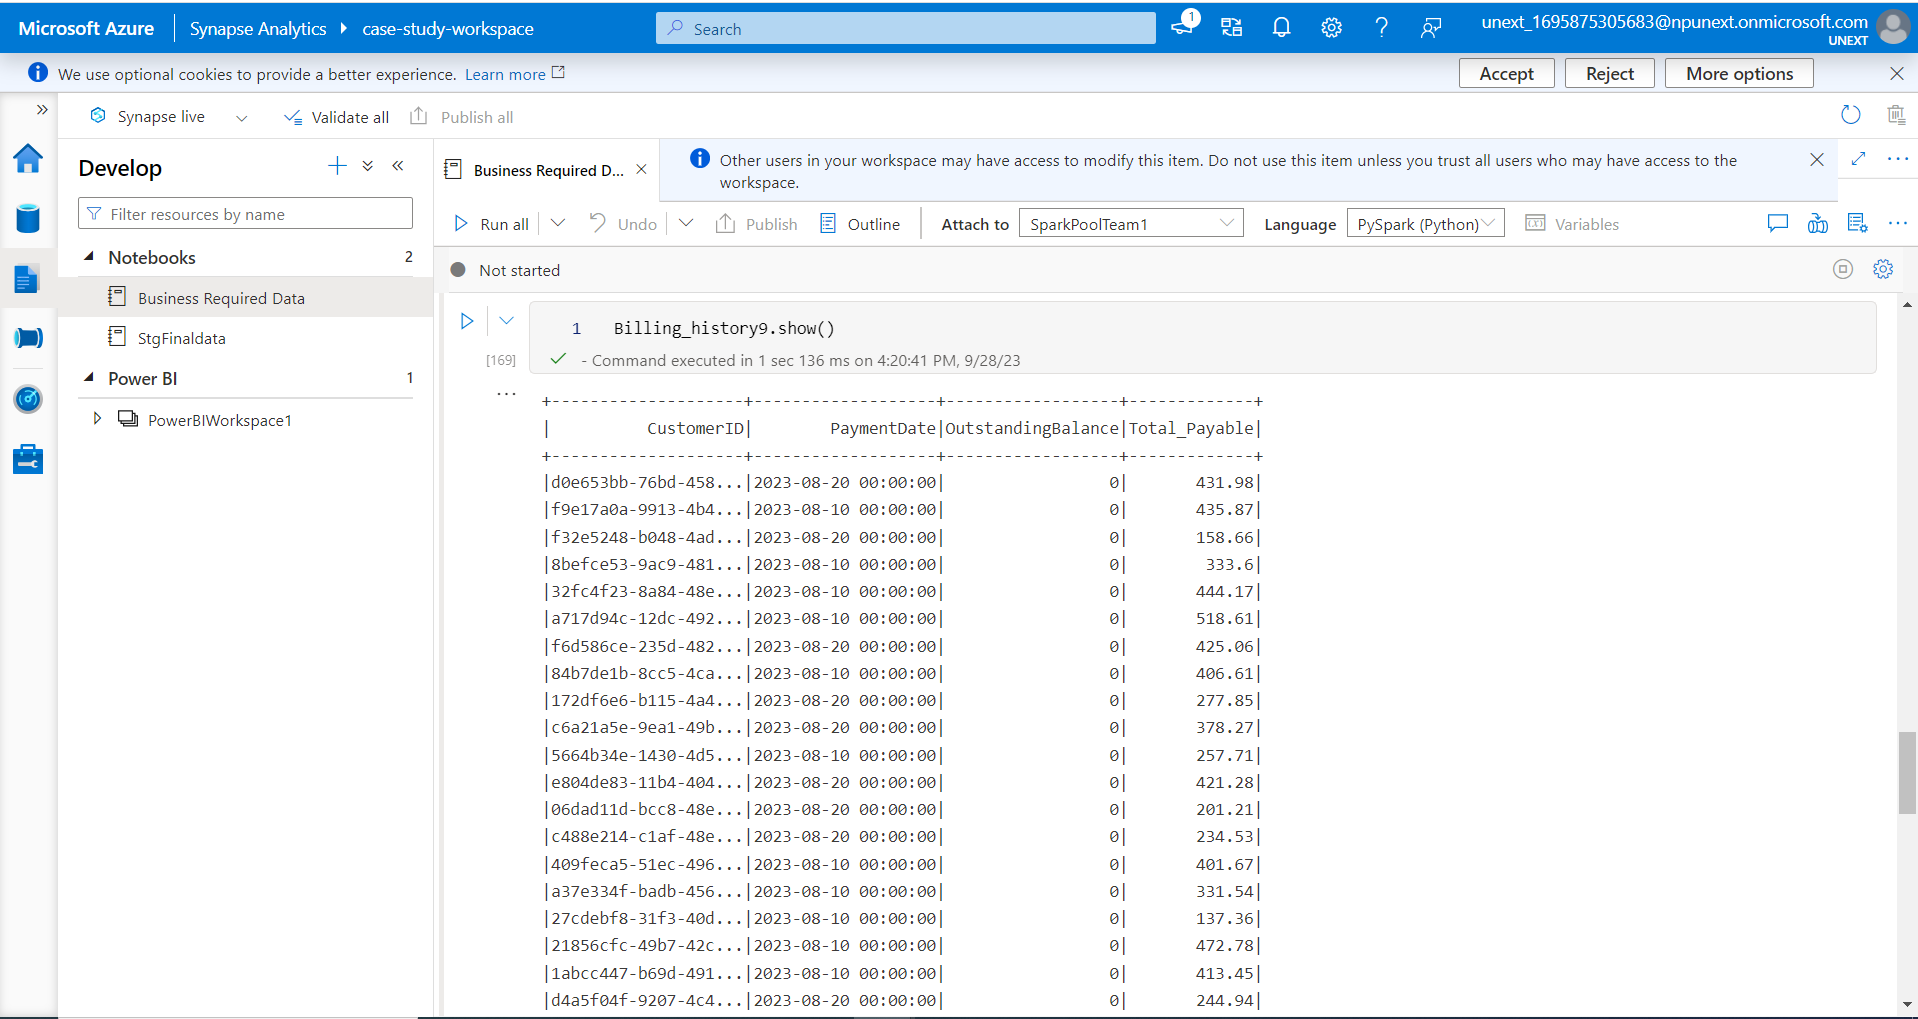 Microsoft Azure
Synapse Analytics
case-study-workspace
Search
1
unext_1695875305683@npunext.onmicrosoft.com
UNEXT
We use optional cookies to provide a better experience. Learn more
Accept
Reject
More options
Synapse live
Validate all
Publish all
Develop
Filter resources by name
Notebooks 2
Business Required Data
StgFinaldata
Power BI 1
PowerBIWorkspace1
Business Required D...
Other users in your workspace may have access to modify this item. Do not use this item unless you trust all users who may have access to the
workspace.
Run all
Undo
Publish
Outline
Attach to
SparkPoolTeam1
Language
PySpark (Python)
Variables
Not started
1 Billing_history9.show()
[169]
- Command executed in 1 sec 136 ms on 4:20:41 PM, 9/28/23
...
+--------------------+-------------------+------------------+-------------+
|          CustomerID|        PaymentDate|OutstandingBalance|Total_Payable|
+--------------------+-------------------+------------------+-------------+
|d0e653bb-76bd-458...|2023-08-20 00:00:00|                 0|       431.98|
|f9e17a0a-9913-4b4...|2023-08-10 00:00:00|                 0|       435.87|
|f32e5248-b048-4ad...|2023-08-20 00:00:00|                 0|       158.66|
|8befce53-9ac9-481...|2023-08-10 00:00:00|                 0|        333.6|
|32fc4f23-8a84-48e...|2023-08-10 00:00:00|                 0|       444.17|
|a717d94c-12dc-492...|2023-08-10 00:00:00|                 0|       518.61|
|f6d586ce-235d-482...|2023-08-20 00:00:00|                 0|       425.06|
|84b7de1b-8cc5-4ca...|2023-08-10 00:00:00|                 0|       406.61|
|172df6e6-b115-4a4...|2023-08-20 00:00:00|                 0|       277.85|
|c6a21a5e-9ea1-49b...|2023-08-20 00:00:00|                 0|       378.27|
|5664b34e-1430-4d5...|2023-08-10 00:00:00|                 0|       257.71|
|e804de83-11b4-404...|2023-08-20 00:00:00|                 0|       421.28|
|06dad11d-bcc8-48e...|2023-08-20 00:00:00|                 0|       201.21|
|c488e214-c1af-48e...|2023-08-20 00:00:00|                 0|       234.53|
|409feca5-51ec-496...|2023-08-10 00:00:00|                 0|       401.67|
|a37e334f-badb-456...|2023-08-10 00:00:00|                 0|       331.54|
|27cdebf8-31f3-40d...|2023-08-10 00:00:00|                 0|       137.36|
|21856cfc-49b7-42c...|2023-08-10 00:00:00|                 0|       472.78|
|1abcc447-b69d-491...|2023-08-10 00:00:00|                 0|       413.45|
|d4a5f04f-9207-4c4...|2023-08-20 00:00:00|                 0|       244.94|